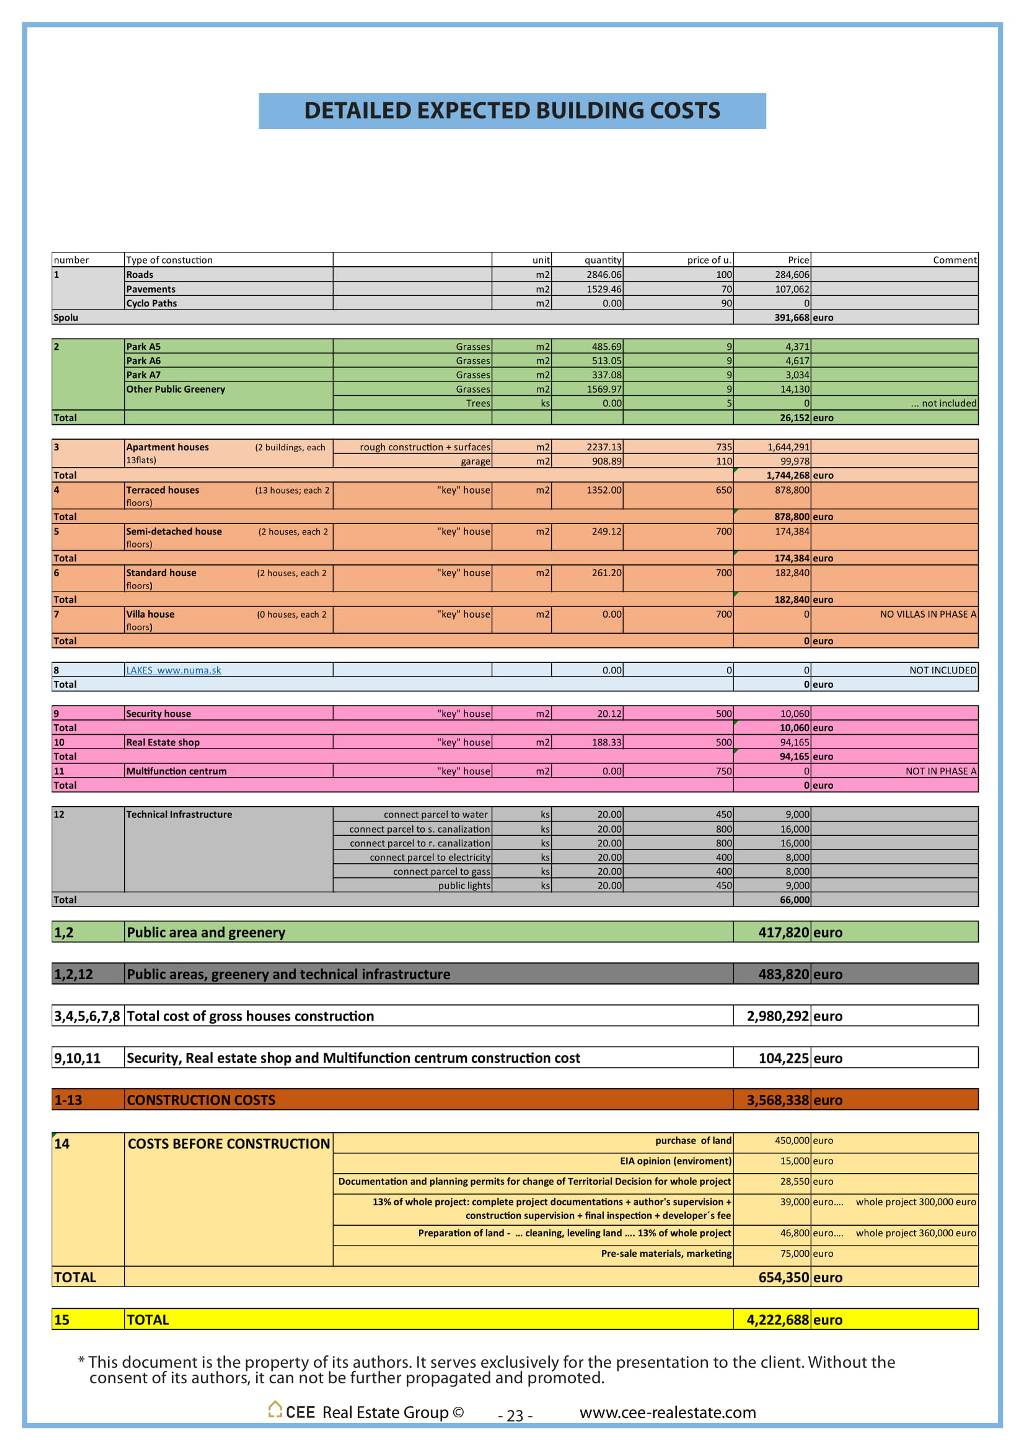 DETAILED EXPECTED BUILDING COSTS
number Type of constuction unit quantity price of u. Price Comment
1 Roads m2 2846.06 100 284,606
Pavements m2 1529.46 70 107,062
Cyclo Paths m2 0.00 90 0
Spolu 391,668 euro
2 Park A5 Grasses m2 485.69 9 4,371
Park A6 Grasses m2 513.05 9 4,617
Park A7 Grasses m2 337.08 9 3,034
Other Public Greenery Grasses m2 1569.97 9 14,130
Trees ks 0.00 5 0 ... not included
Total 26,152 euro
3 Apartment houses (2 buildings, each rough construction + surfaces m2 2237.13 735 1,644,291
13flats) garage m2 908.89 110 99,978
Total 1,744,268 euro
4 Terraced houses (13 houses; each 2 "key" house m2 1352.00 650 878,800
floors)
Total 878,800 euro
5 Semi-detached house (2 houses, each 2 "key" house m2 249.12 700 174,384
floors)
Total 174,384 euro
6 Standard house (2 houses, each 2 "key" house m2 261.20 700 182,840
floors)
Total 182,840 euro
7 Villa house (0 houses, each 2 "key" house m2 0.00 700 0 NO VILLAS IN PHASE A
floors)
Total 0 euro
8 LAKES www.numa.sk 0.00 0 0 NOT INCLUDED
Total 0 euro
9 Security house "key" house m2 20.12 500 10,060
Total 10,060 euro
10 Real Estate shop "key" house m2 188.33 500 94,165
Total 94,165 euro
11 Multifunction centrum "key" house m2 0.00 750 0 NOT IN PHASE A
Total 0 euro
12 Technical Infrastructure connect parcel to water ks 20.00 450 9,000
connect parcel to s. canalization ks 20.00 800 16,000
connect parcel to r. canalization ks 20.00 800 16,000
connect parcel to electricity ks 20.00 400 8,000
connect parcel to gass ks 20.00 400 8,000
public lights ks 20.00 450 9,000
Total 66,000
1,2 Public area and greenery 417,820 euro
1,2,12 Public areas, greenery and technical infrastructure 483,820 euro
3,4,5,6,7,8 Total cost of gross houses construction 2,980,292 euro
9,10,11 Security, Real estate shop and Multifunction centrum construction cost 104,225 euro
1-13 CONSTRUCTION COSTS 3,568,338 euro
14 COSTS BEFORE CONSTRUCTION purchase of land 450,000 euro
EIA opinion (enviroment) 15,000 euro
Documentation and planning permits for change of Territorial Decision for whole project 28,550 euro
13% of whole project: complete project documentations + author's supervision + 39,000 euro.... whole project 300,000 euro
construction supervision + final inspection + developer´s fee
Preparation of land - ... cleaning, leveling land .... 13% of whole project 46,800 euro.... whole project 360,000 euro
Pre-sale materials, marketing 75,000 euro
TOTAL 654,350 euro
15 TOTAL 4,222,688 euro
* This document is the property of its authors. It serves exclusively for the presentation to the client. Without the
consent of its authors, it can not be further propagated and promoted.
CEE Real Estate Group © - 23 - www.cee-realestate.com